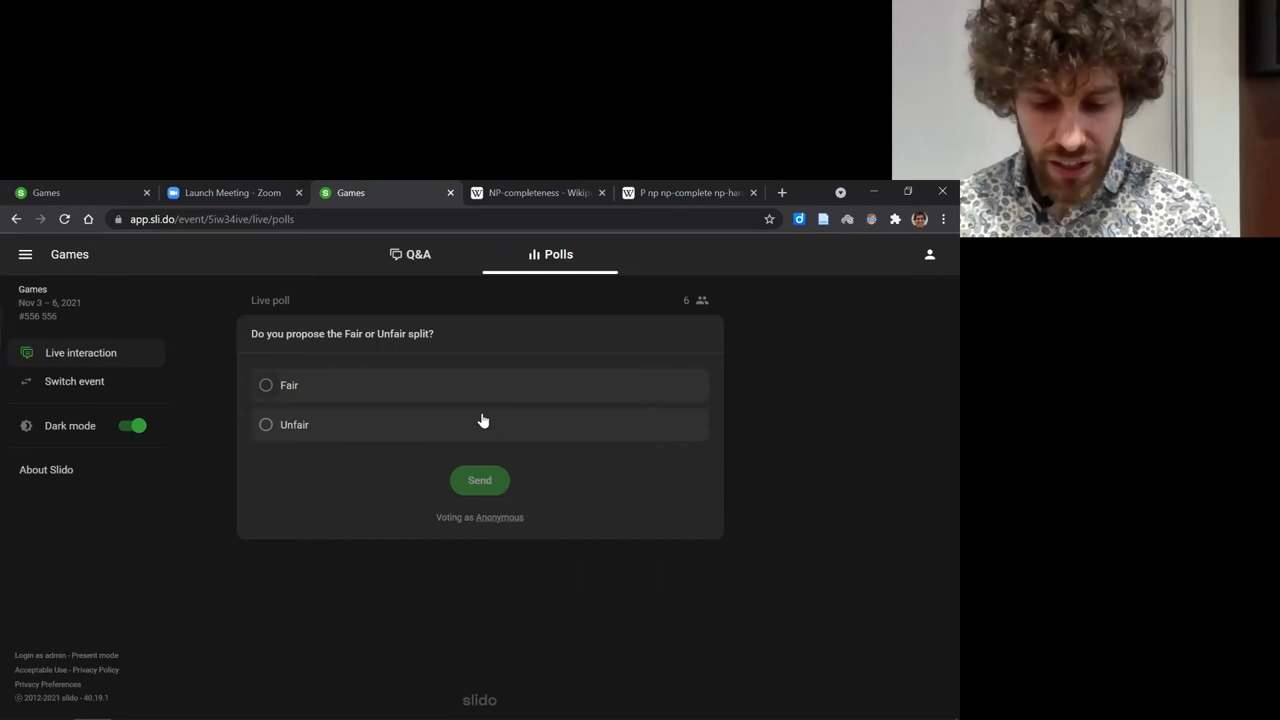 Games
Launch Meeting - Zoom
Games
NP-completeness - Wikip
P np np-complete np-har
app.sli.do/event/5iw34ive/live/polls
Games
Q&A
Polls
Games
Nov 3 – 6, 2021
#556 556
Live interaction
Switch event
Dark mode
About Slido
Live poll
6
Do you propose the Fair or Unfair split?
Fair
Unfair
Send
Voting as Anonymous
Login as admin - Present mode
Acceptable Use - Privacy Policy
Privacy Preferences
© 2012-2021 slido - 40.19.1
slido